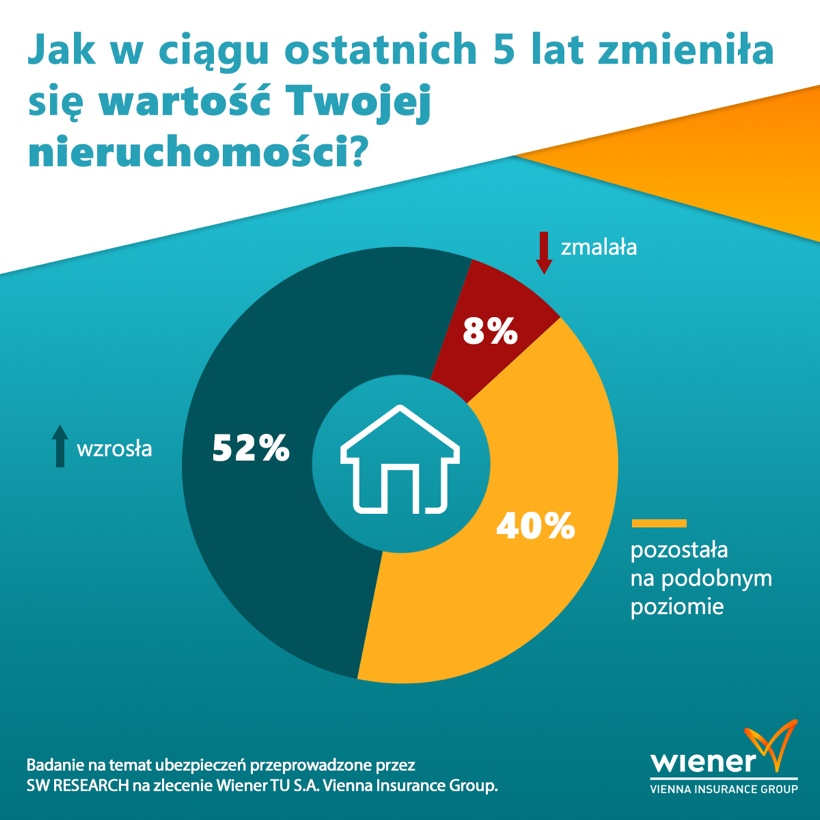 Jak w ciągu ostatnich 5 lat zmieniła
się wartość Twojej
nieruchomości?
zmalała
8%
wzrosła
52%
40%
pozostała
na podobnym
poziomie
Badanie na temat ubezpieczeń przeprowadzone przez
SW RESEARCH na zlecenie Wiener TU S.A. Vienna Insurance Group.
wiener
VIENNA INSURANCE GROUP